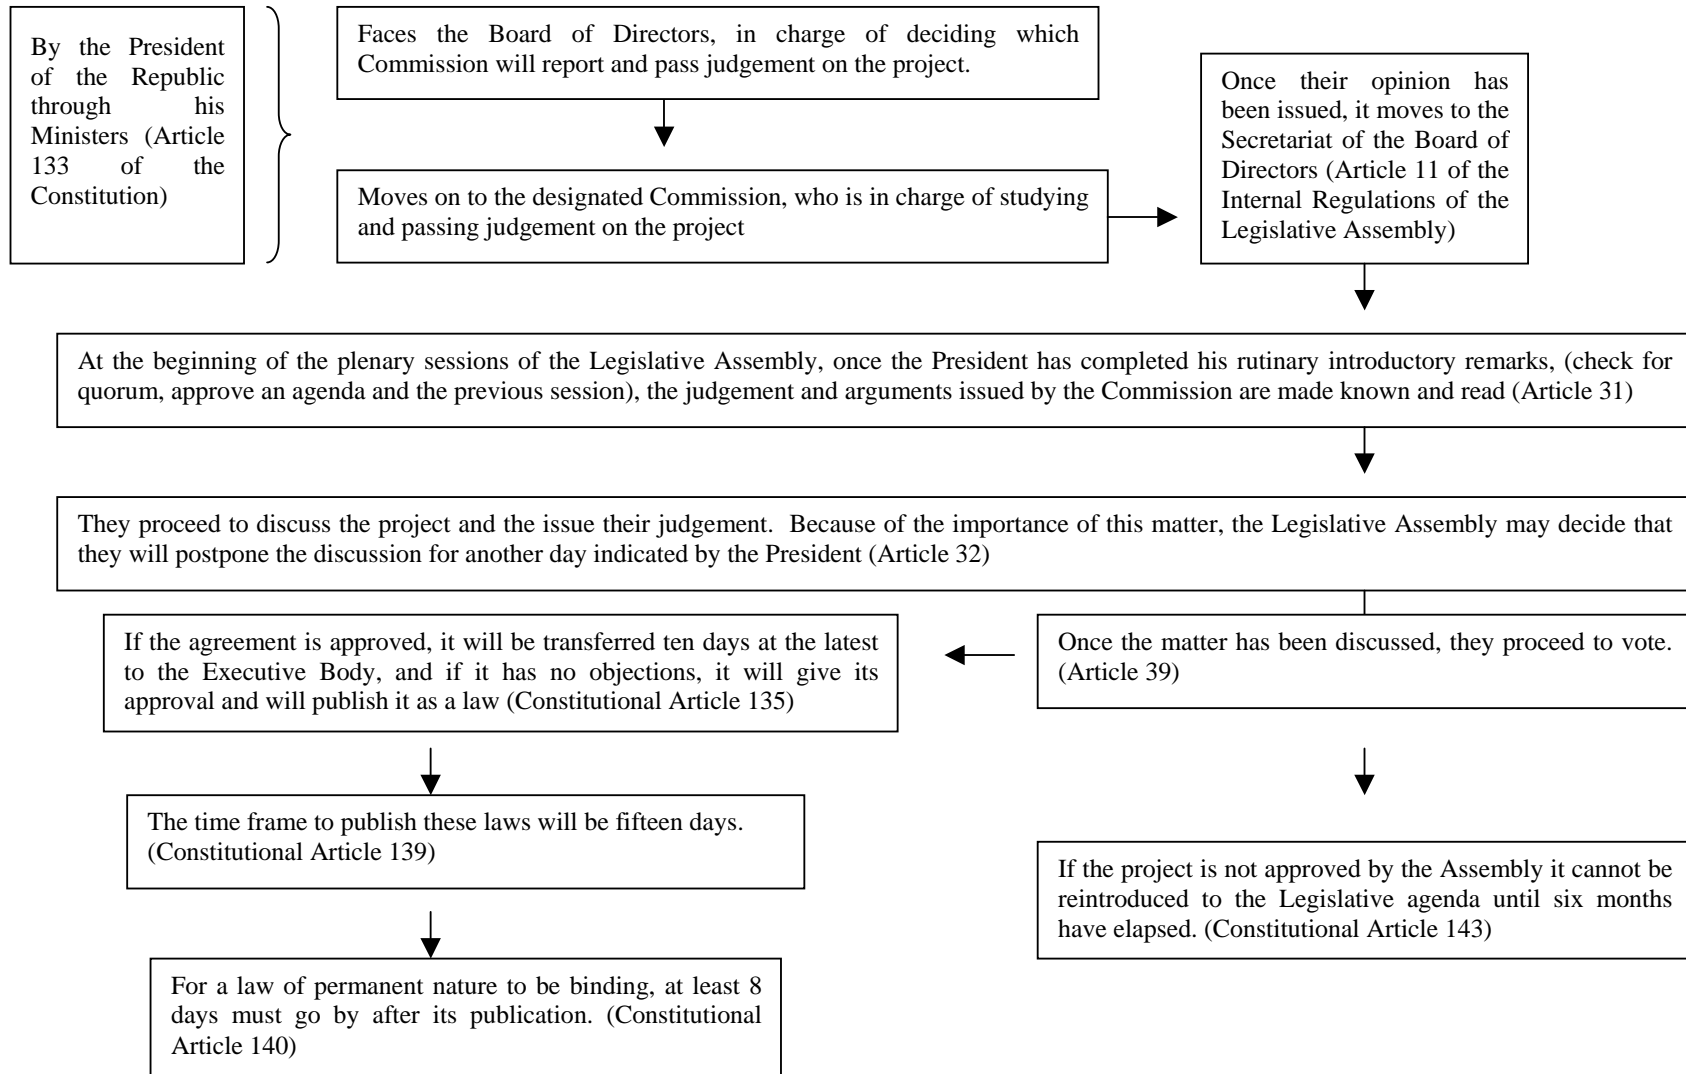 By the President
of the Republic
through his
Ministers (Article
133 of the
Constitution)
Faces the Board of Directors, in charge of deciding which
Commission will report and pass judgement on the project.
Moves on to the designated Commission, who is in charge of studying
and passing judgement on the project
Once their opinion has
been issued, it moves to the
Secretariat of the Board of
Directors (Article 11 of the
Internal Regulations of the
Legislative Assembly)
At the beginning of the plenary sessions of the Legislative Assembly, once the President has completed his rutinary introductory remarks, (check for
quorum, approve an agenda and the previous session), the judgement and arguments issued by the Commission are made known and read (Article 31)
They proceed to discuss the project and the issue their judgement. Because of the importance of this matter, the Legislative Assembly may decide that
they will postpone the discussion for another day indicated by the President (Article 32)
If the agreement is approved, it will be transferred ten days at the latest
to the Executive Body, and if it has no objections, it will give its
approval and will publish it as a law (Constitutional Article 135)
Once the matter has been discussed, they proceed to vote.
(Article 39)
The time frame to publish these laws will be fifteen days.
(Constitutional Article 139)
If the project is not approved by the Assembly it cannot be
reintroduced to the Legislative agenda until six months
have elapsed. (Constitutional Article 143)
For a law of permanent nature to be binding, at least 8
days must go by after its publication. (Constitutional
Article 140)